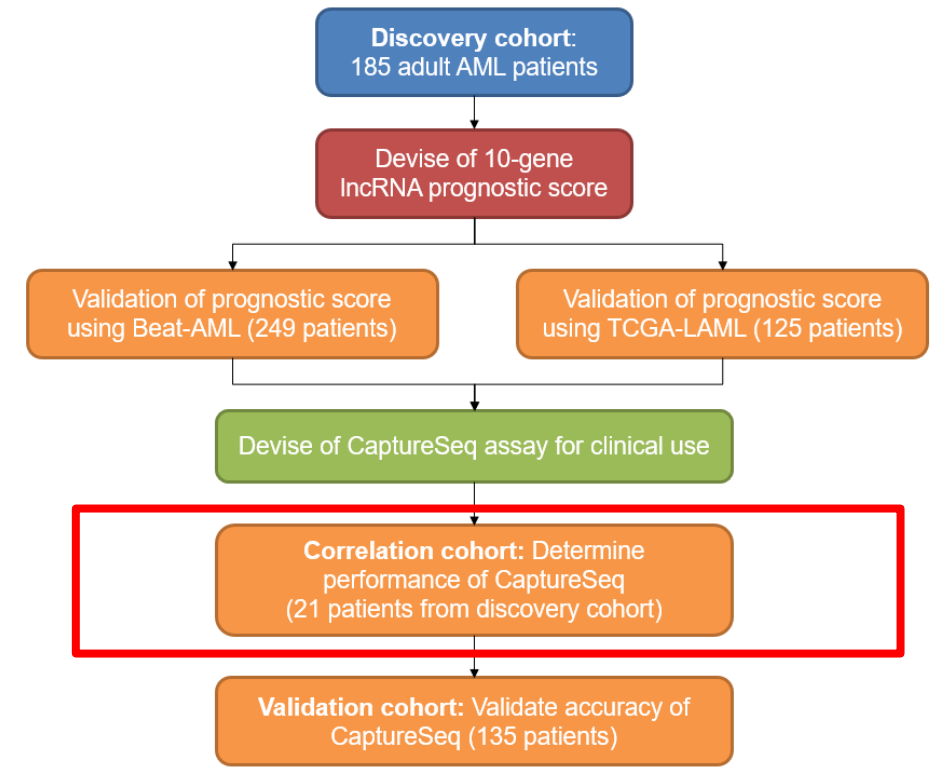 Discovery cohort:
185 adult AML patients
Devise of 10-gene
lncRNA prognostic score
Validation of prognostic score
using Beat-AML (249 patients)
Validation of prognostic score
using TCGA-LAML (125 patients)
Devise of CaptureSeq assay for clinical use
Correlation cohort: Determine
performance of CaptureSeq
(21 patients from discovery cohort)
Validation cohort: Validate accuracy of
CaptureSeq (135 patients)